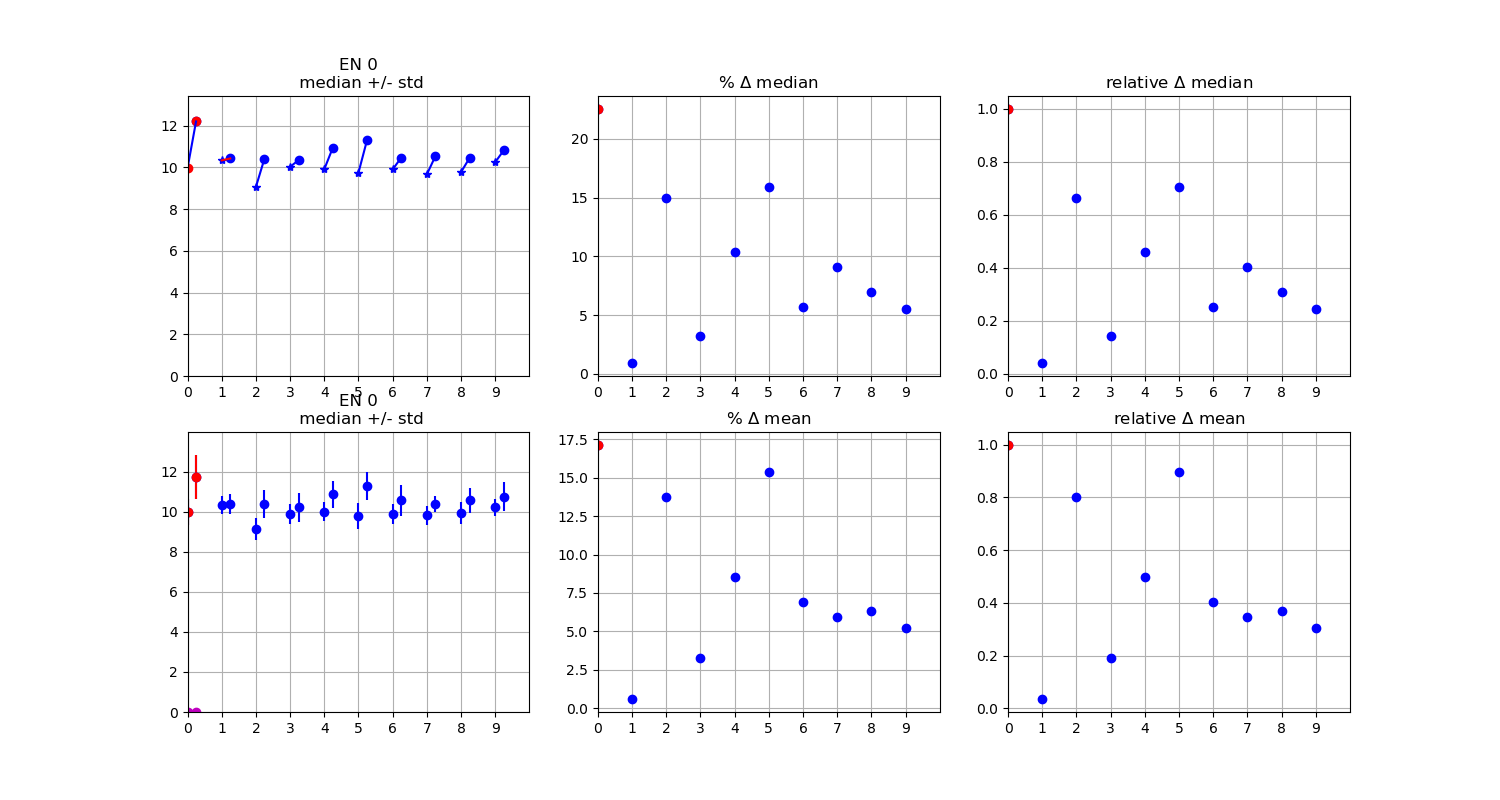 EN 0
median +/- std
% Δ median
relative Δ median
12
10
8
6
4
2
0
0 1 2 3 4 5 6 7 8 9
20
15
10
5
0
0 1 2 3 4 5 6 7 8 9
1.0
0.8
0.6
0.4
0.2
0.0
0 1 2 3 4 5 6 7 8 9
EN 0
median +/- std
% Δ mean
relative Δ mean
12
10
8
6
4
2
0
0 1 2 3 4 5 6 7 8 9
17.5
15.0
12.5
10.0
7.5
5.0
2.5
0.0
0 1 2 3 4 5 6 7 8 9
1.0
0.8
0.6
0.4
0.2
0.0
0 1 2 3 4 5 6 7 8 9